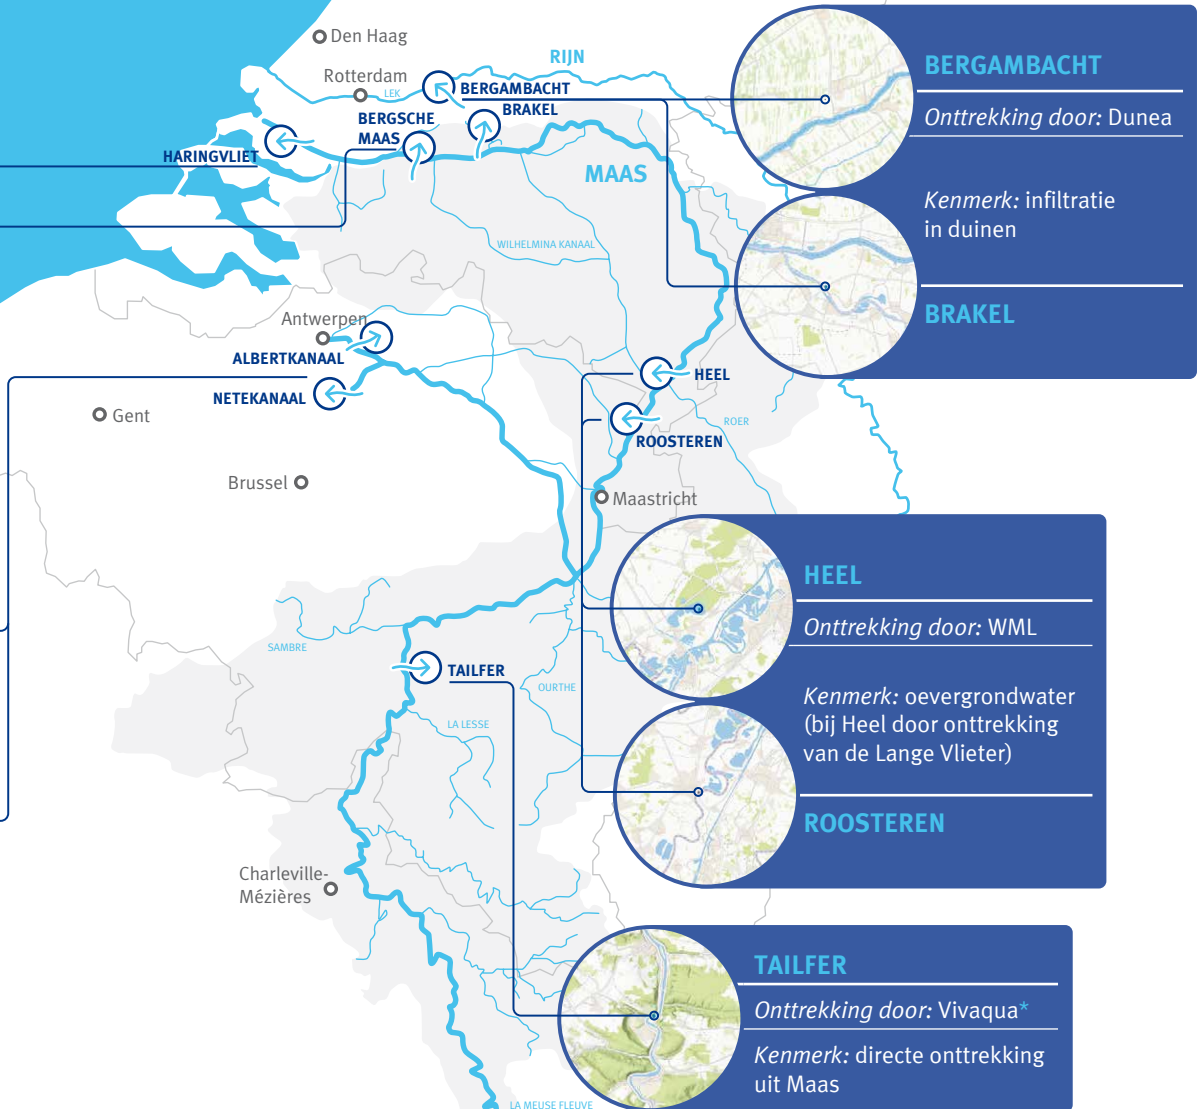 Den Haag
RIJN
Rotterdam
LEK
BERGAMBACHT
BRAKEL
BERGSCHE
MAAS
HARINGVLIET
MAAS
WILHELMINA KANAAL
Antwerpen
ALBERTKANAAL
NETEKANAAL
HEEL
ROER
ROOSTEREN
Gent
Brussel
Maastricht
SAMBRE
TAILFER
OURTHE
LA LESSE
Charleville-
Mézières
LA MEUSE FLEUVE
BERGAMBACHT
Onttrekking door: Dunea
Kenmerk: infiltratie
in duinen
BRAKEL
HEEL
Onttrekking door: WML
Kenmerk: oevergrondwater
(bij Heel door onttrekking
van de Lange Vlieter)
ROOSTEREN
TAILFER
Onttrekking door: Vivaqua*
Kenmerk: directe onttrekking
uit Maas